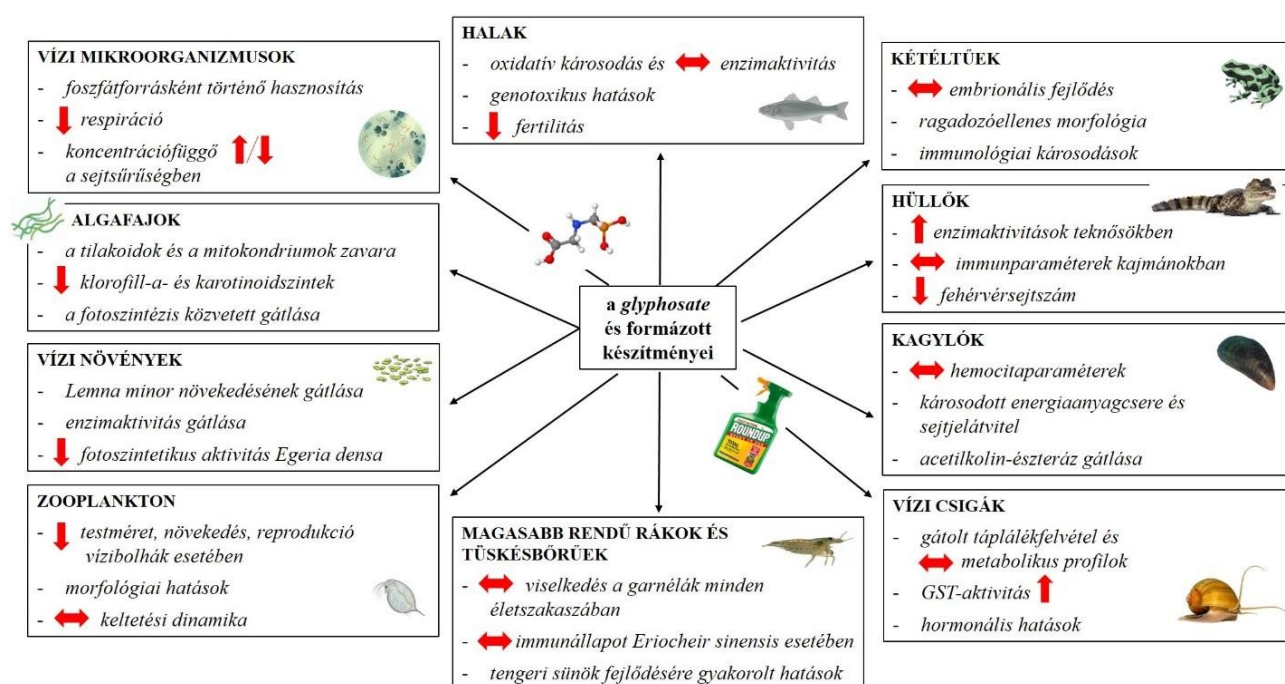 VÍZI MIKROORGANIZMUSOK
- foszfátforrásként történő hasznosítás
- respiráció
- koncentrációfüggő /
a sejtsűrűségben
ALGAFAJOK
- a tilakoidok és a mitokondriumok zavara
- klorofill-a- és karotinoidszintek
- a fotoszintézis közvetett gátlása
VÍZI NÖVÉNYEK
- Lemna minor növekedésének gátlása
- enzimaktivitás gátlása
- fotoszintetikus aktivitás Egeria densa
ZOOPLANKTON
- testméret, növekedés, reprodukció
vízibolhák esetében
- morfológiai hatások
- keltetési dinamika
HALAK
- oxidatív károsodás és enzimaktivitás
- genotoxikus hatások
- fertilitás
a glyphosate
és formázott
készítményei
ROUNDUP
TOTAL
MAGASABB RENDŰ RÁKOK ÉS
TÜSKÉSBŐRŰEK
- viselkedés a garnélák minden
életszakaszában
- immunállapot Eriocheir sinensis esetében
- tengeri sünök fejlődésére gyakorolt hatások
KÉTÉLTŰEK
- embrionális fejlődés
- ragadozóellenes morfológia
- immunológiai károsodások
HÜLLŐK
- enzimaktivitások teknősökben
- immunparaméterek kajmánokban
- fehérvérsejtszám
KAGYLÓK
- hemocitaparaméterek
- károsodott energiaanyagcsere és
sejtjelátvitel
- acetilkolin-észteráz gátlása
VÍZI CSIGÁK
- gátolt táplálékfelvétel és
metabolikus profilok
- GST-aktivitás
- hormonális hatások